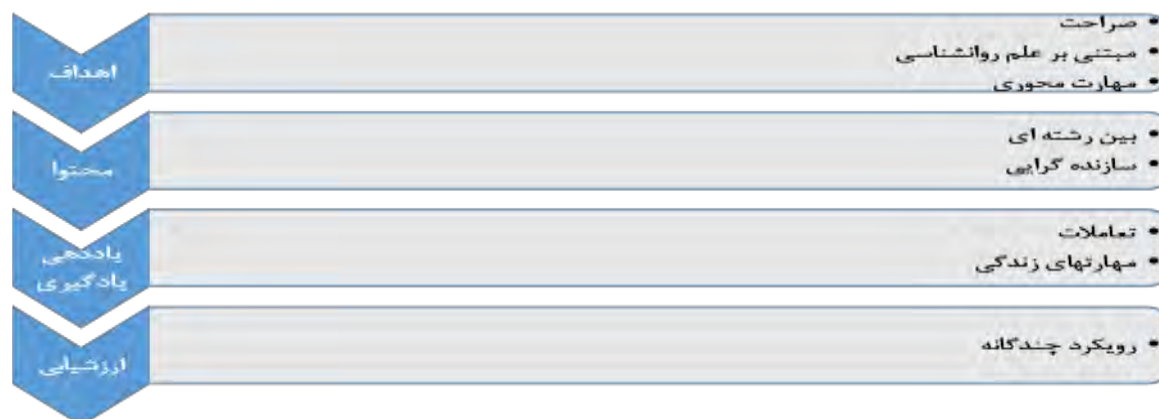 اهداف
• صراحت
• مبتنی بر علم روانشناسی
• مهارت محوری
محتوا
• بین رشته ای
• سازنده گرایی
یاددهی
یادگیری
• تعاملات
• مهارتهای زندگی
ارزشیابی
• رویکرد چندگانه